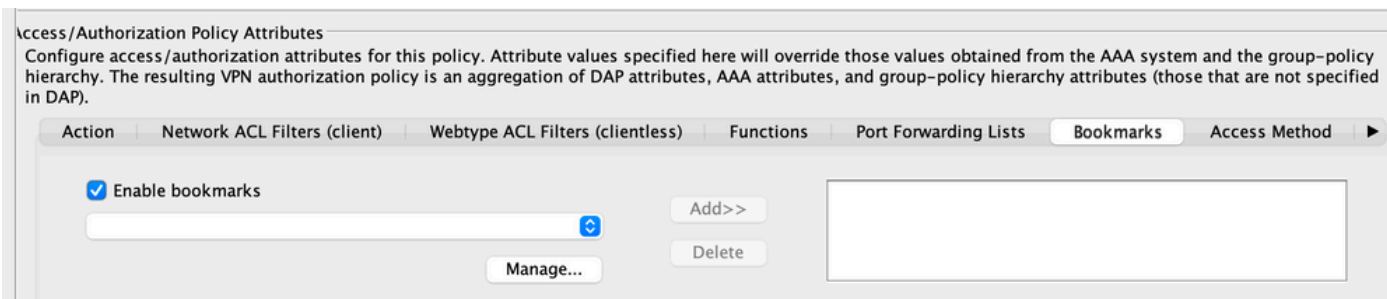 Access/Authorization Policy Attributes
Configure access/authorization attributes for this policy. Attribute values specified here will override those values obtained from the AAA system and the group-policy
hierarchy. The resulting VPN authorization policy is an aggregation of DAP attributes, AAA attributes, and group-policy hierarchy attributes (those that are not specified
in DAP).
Action Network ACL Filters (client) Webtype ACL Filters (clientless) Functions Port Forwarding Lists Bookmarks Access Method
Enable bookmarks
Add>>
Delete
Manage...